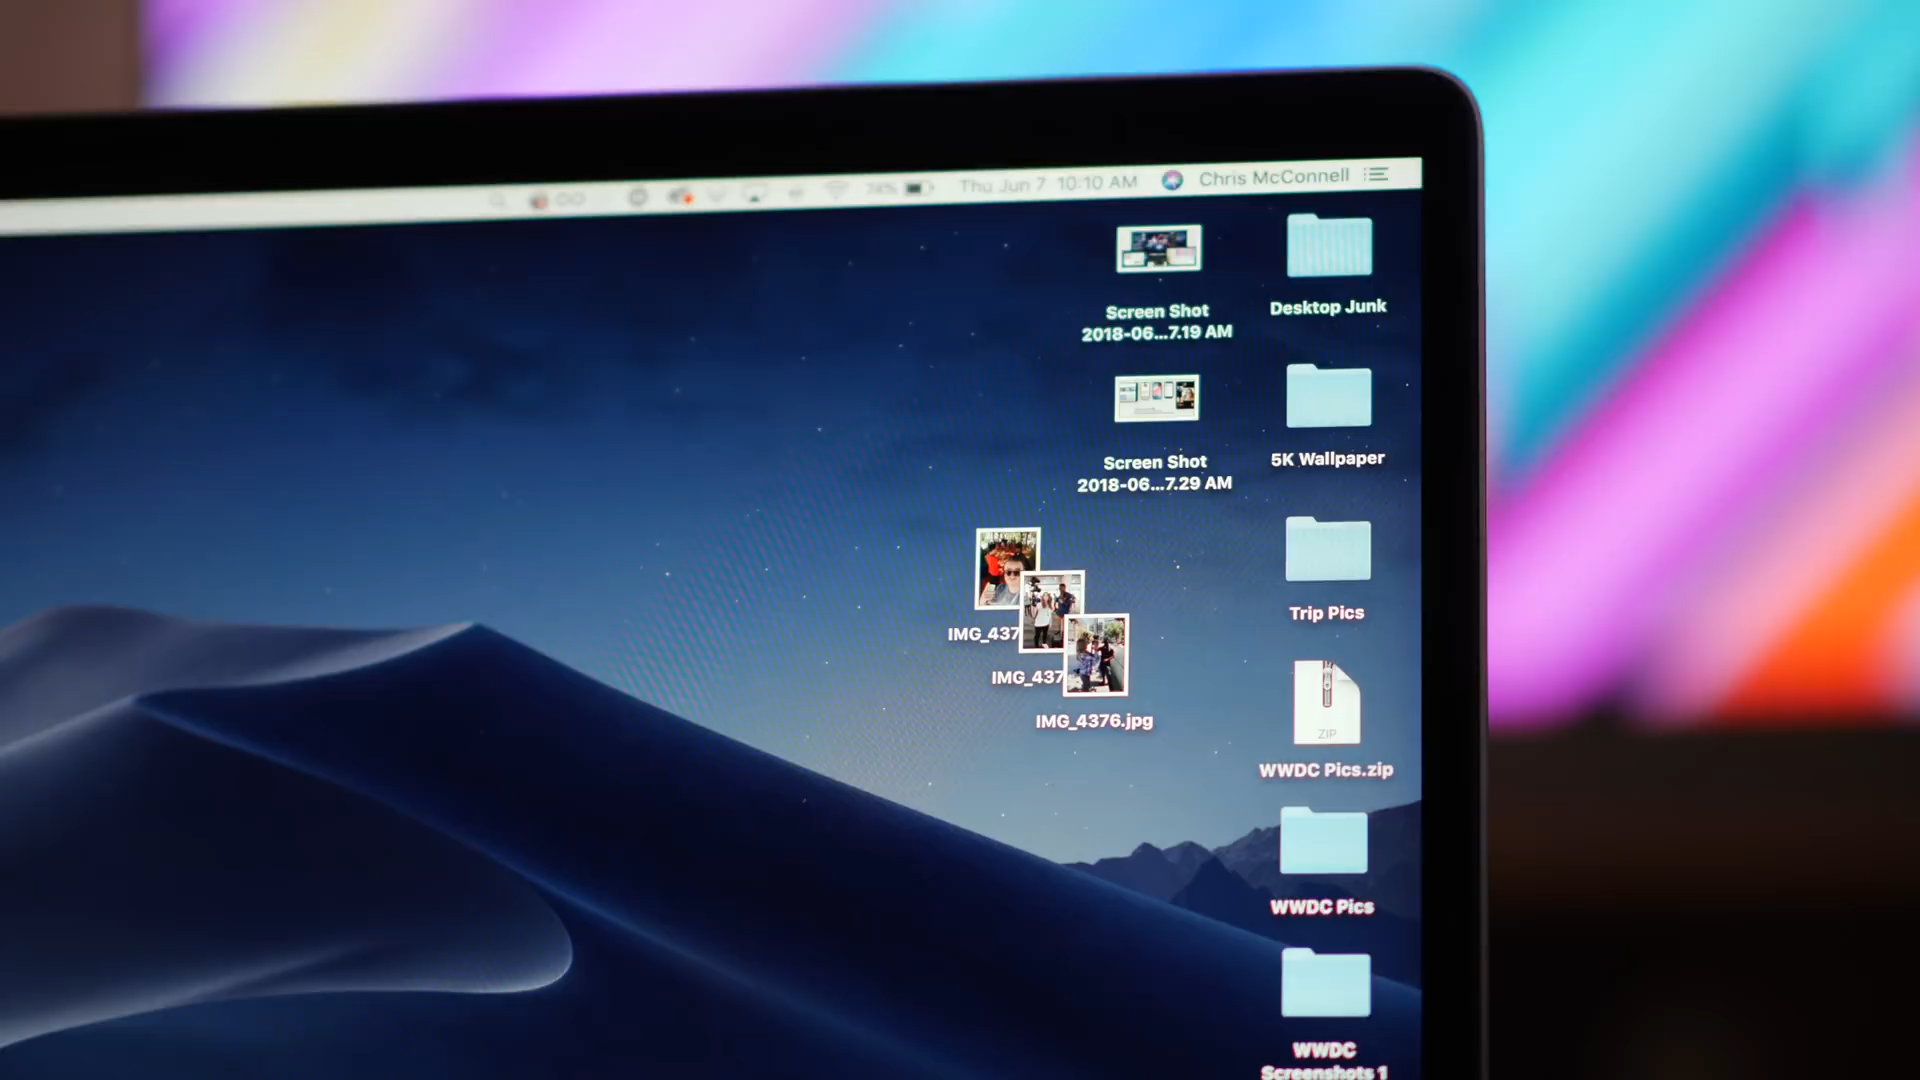 74% Thu Jun 7 10:10 AM Chris McConnell
Screen Shot
2018-06...7.19 AM
Desktop Junk
Screen Shot
2018-06...7.29 AM
5K Wallpaper
IMG_437
IMG_437
IMG_4376.jpg
Trip Pics
ZIP
WWDC Pics.zip
WWDC Pics
WWDC
Screenshots 1